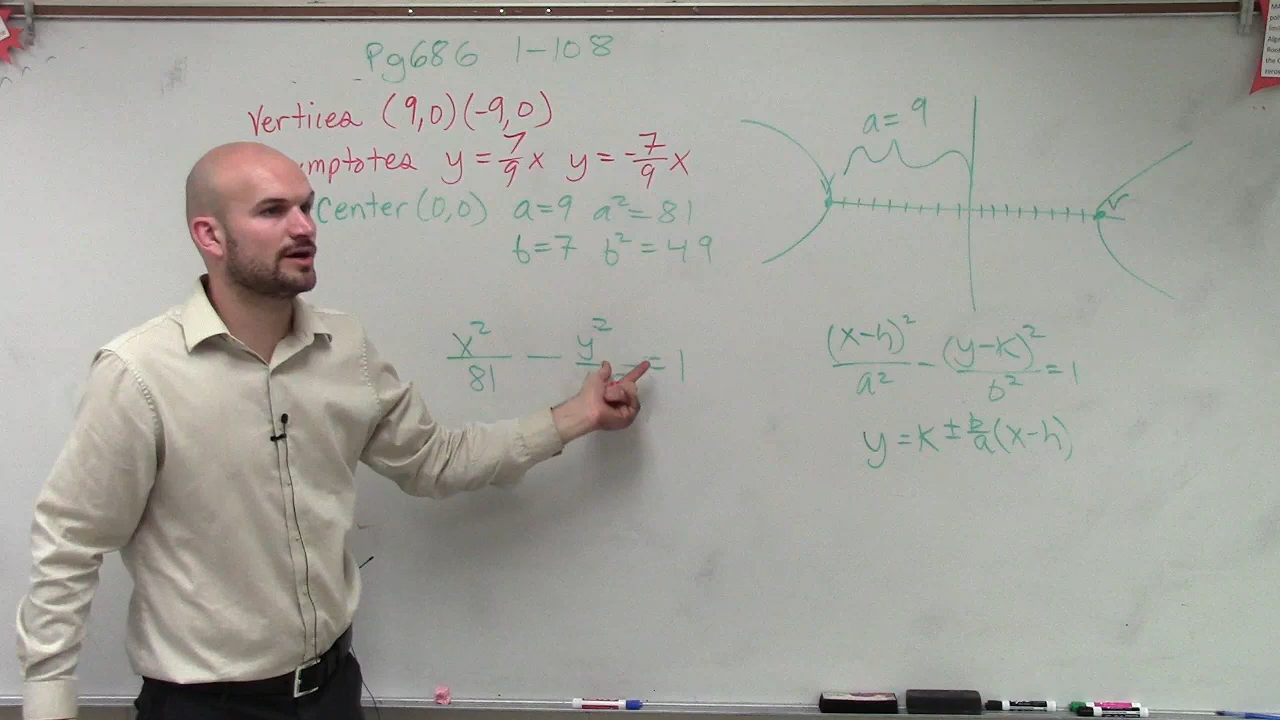 Pg686 1-108
Vertices (9,0)(-9,0)
y = 7/9 x y = -7/9 x
Center (0,0) a=9 a² = 81
b=7 b² = 49
x²/81 - y² = 1
a = 9
V
(x-h)²/a² - (y-k)²/b² = 1
y = k ± b/a (x-h)